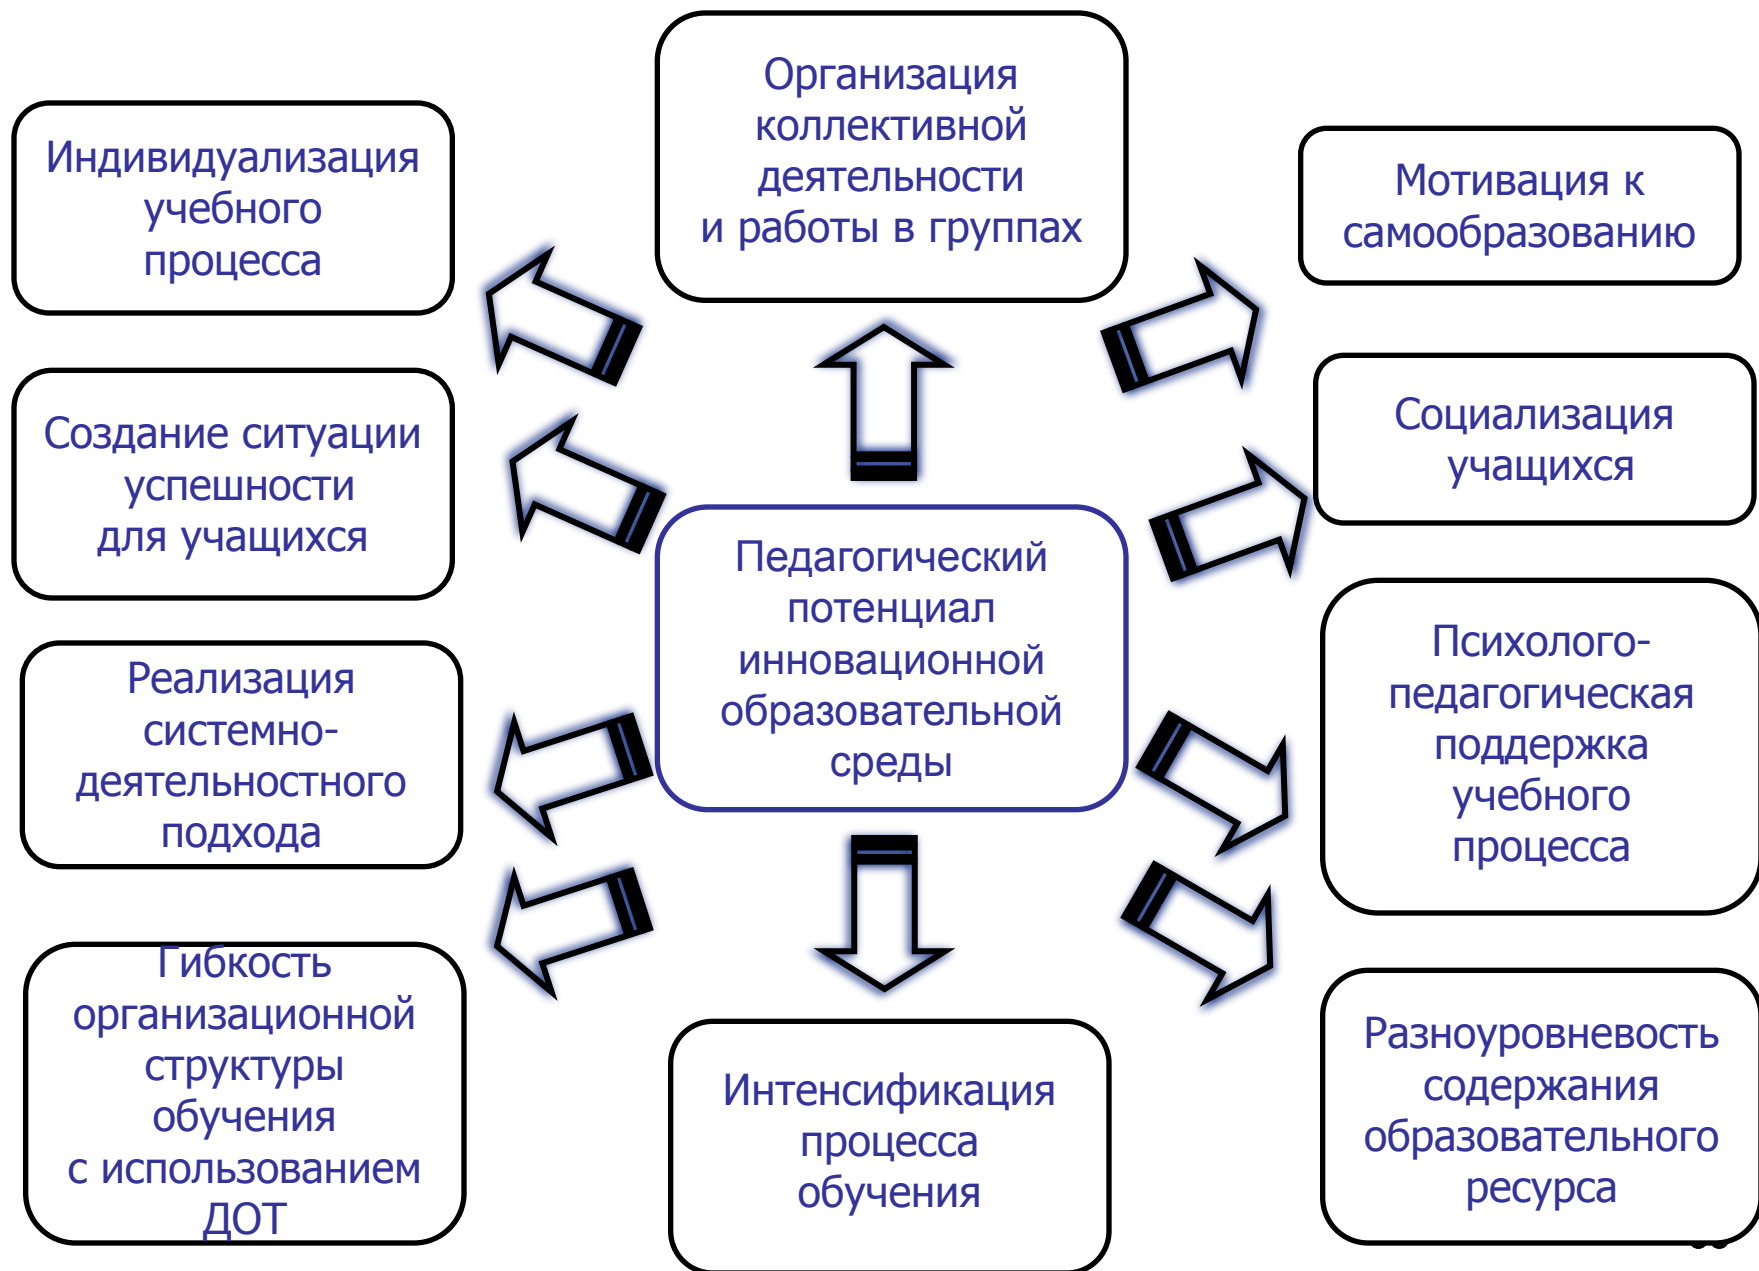 Организация
коллективной
деятельности
и работы в группах
Индивидуализация
учебного
процесса
Мотивация к
самообразованию
Создание ситуации
успешности
для учащихся
Социализация
учащихся
Педагогический
потенциал
инновационной
образовательной
среды
Реализация
системно-
деятельностного
подхода
Психолого-
педагогическая
поддержка
учебного
процесса
Гибкость
организационной
структуры
обучения
с использованием
ДОТ
Интенсификация
процесса
обучения
Разноуровневость
содержания
образовательного
ресурса